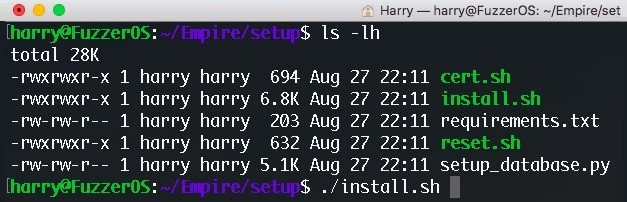 Harry — harry@FuzzerOS: ~/Empire/set
harry@FuzzerOS:~/Empire/setup$ ls -lh
total 28K
-rwxrwxr-x 1 harry harry  694 Aug 27 22:11 cert.sh
-rwxrwxr-x 1 harry harry 6.8K Aug 27 22:11 install.sh
-rw-rw-r-- 1 harry harry  203 Aug 27 22:11 requirements.txt
-rwxrwxr-x 1 harry harry  632 Aug 27 22:11 reset.sh
-rw-rw-r-- 1 harry harry 5.1K Aug 27 22:11 setup_database.py
harry@FuzzerOS:~/Empire/setup$ ./install.sh